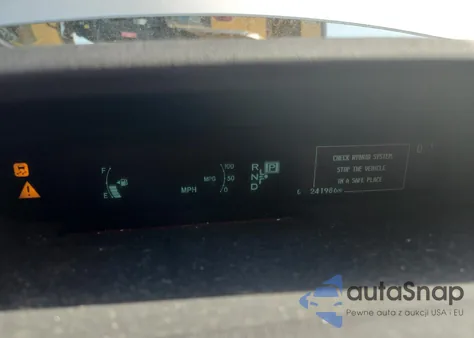 F
E
MPH
MPG
100
50
0
R
N
D
P
CHECK HYBRID SYSTEM
STOP THE VEHICLE
IN A SAFE PLACE
autoSnap
Pewne auta z aukcji USA i EU